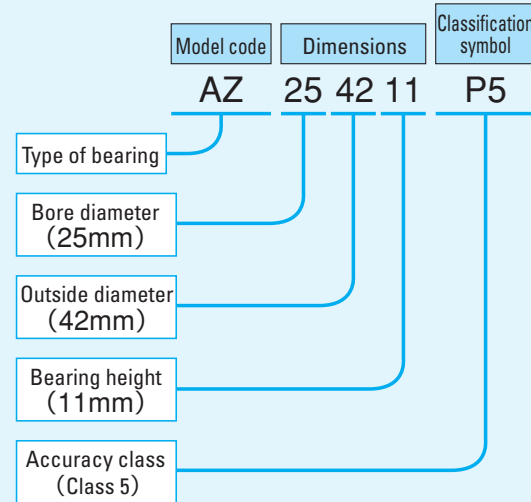 Model code Dimensions Classification
symbol
AZ 25 42 11 P5
Type of bearing
Bore diameter
(25mm)
Outside diameter
(42mm)
Bearing height
(11mm)
Accuracy class
(Class 5)